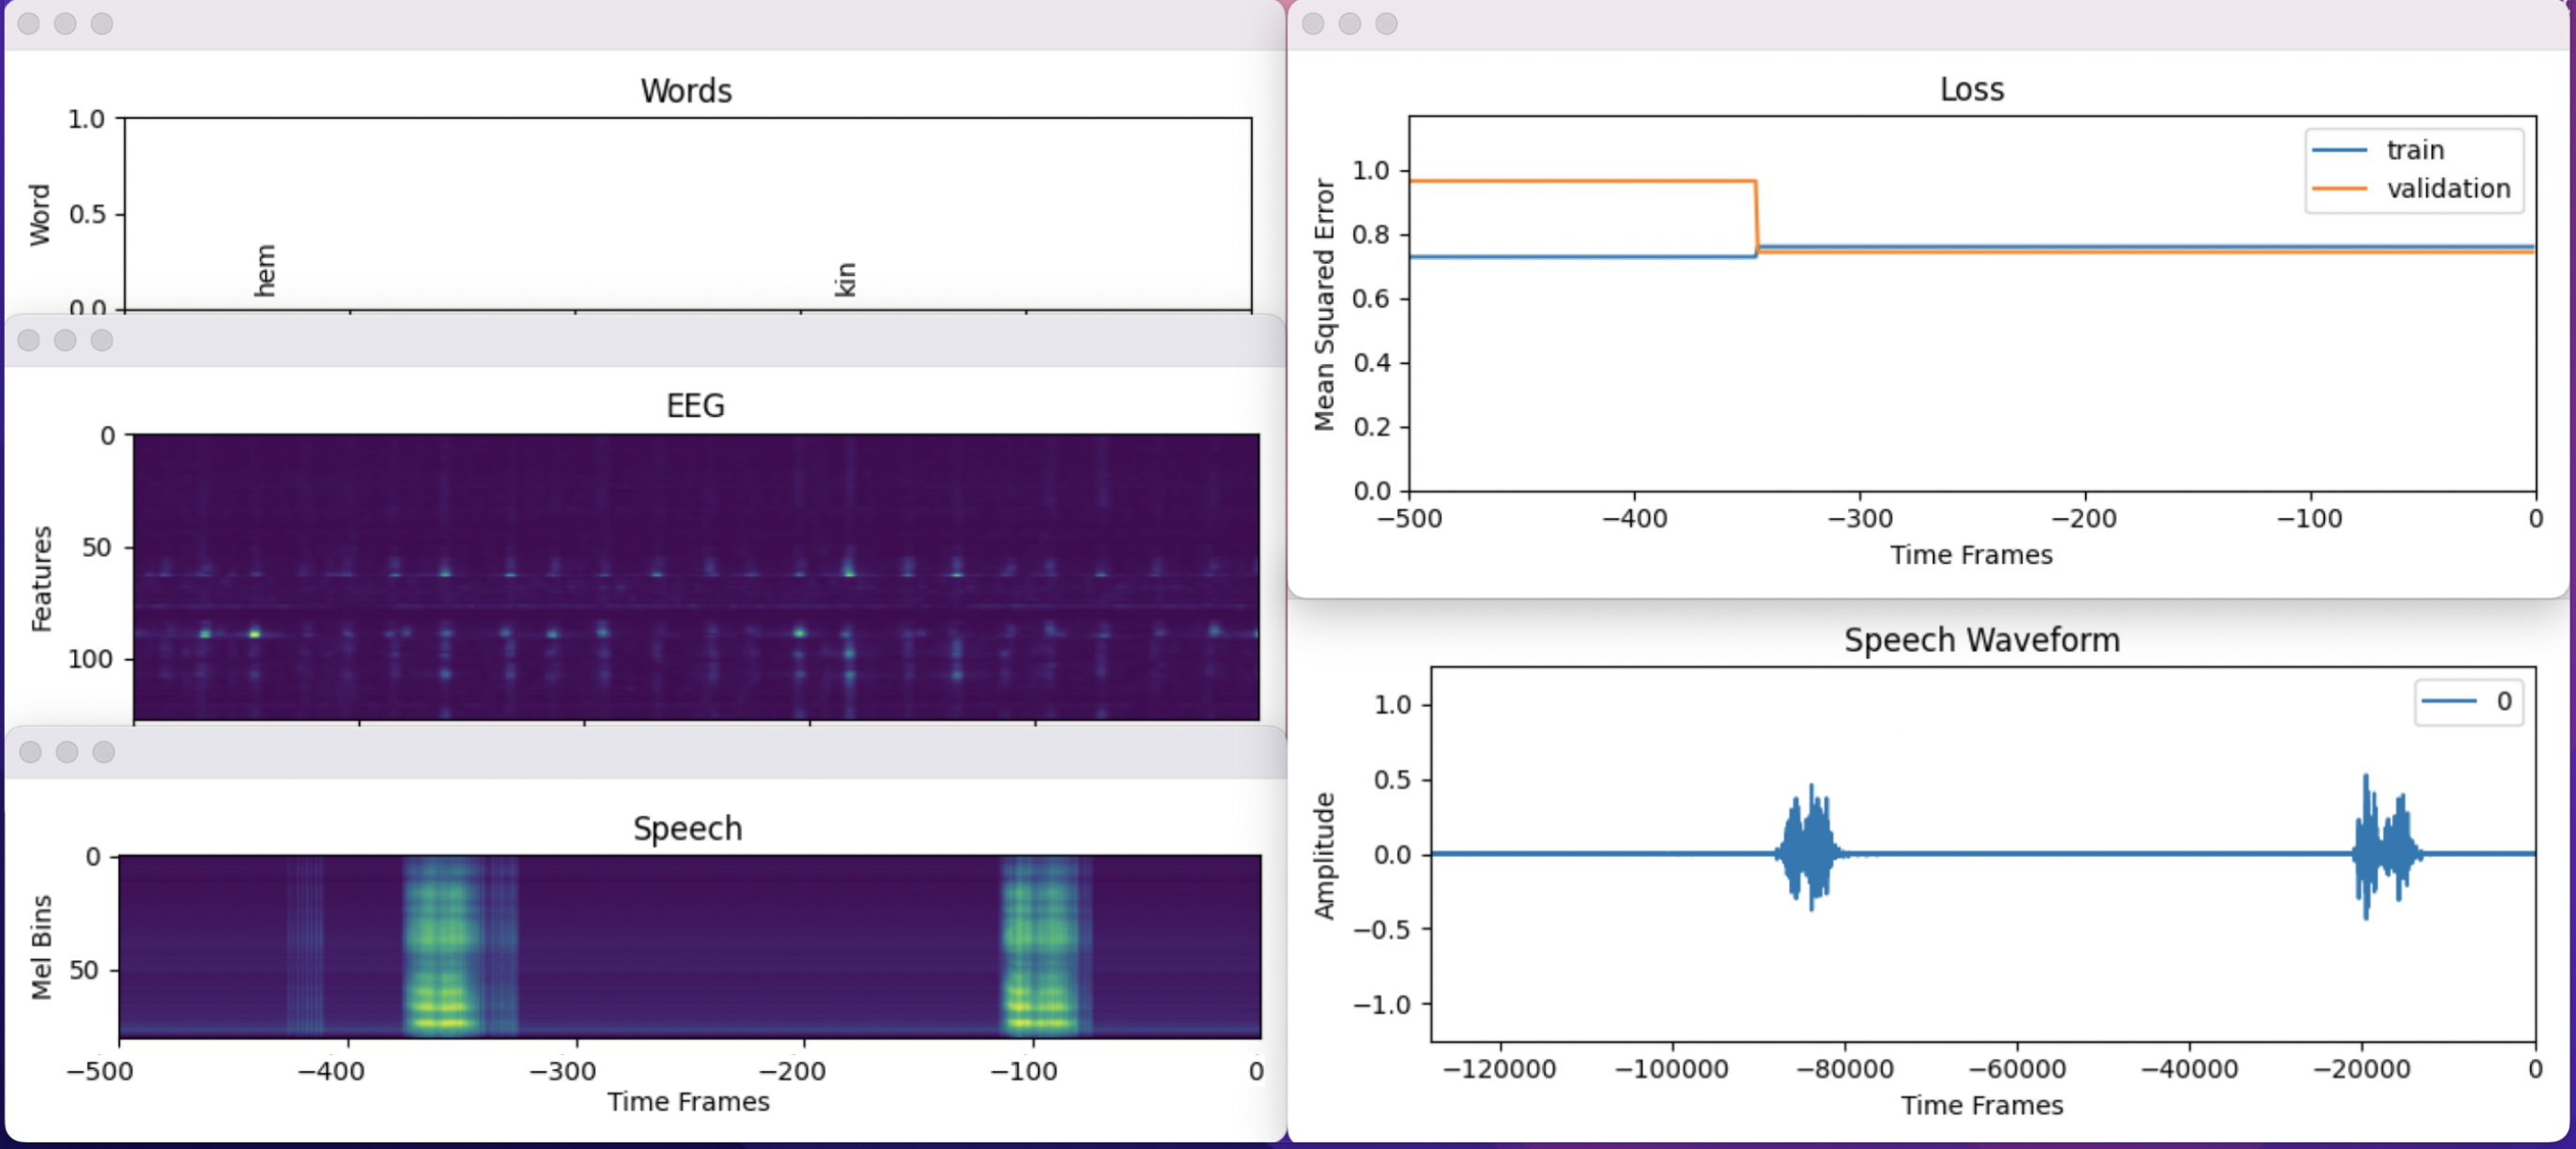 Words
1.0
0.5
0.0
Word
hem
kin
EEG
0
50
100
Features
Speech
0
50
Mel Bins
−500 −400 −300 −200 −100 0
Time Frames
Loss
train
validation
1.0
0.8
0.6
0.4
0.2
0.0
Mean Squared Error
−500 −400 −300 −200 −100 0
Time Frames
Speech Waveform
0
1.0
0.5
0.0
−0.5
−1.0
Amplitude
−120000 −100000 −80000 −60000 −40000 −20000 0
Time Frames